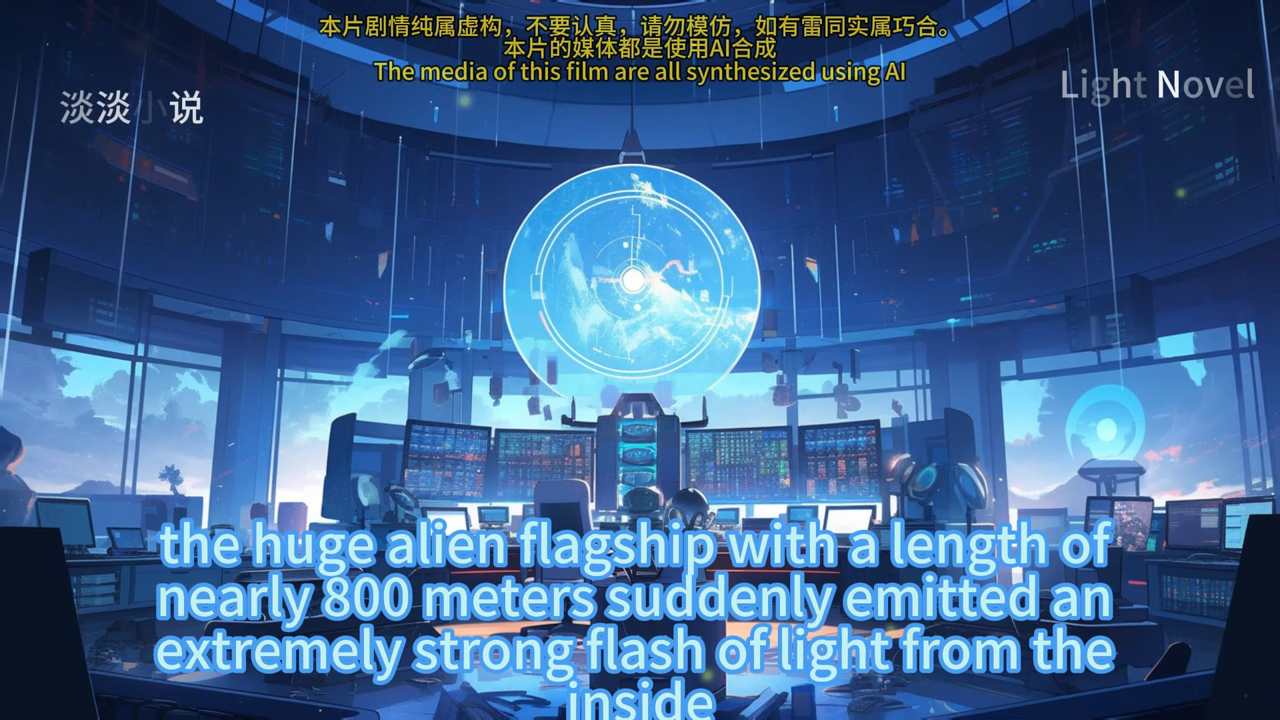 本片剧情纯属虚构，不要认真，请勿模仿，如有雷同实属巧合。
本片的媒体都是使用AI合成
The media of this film are all synthesized using AI
淡淡小说
Light Novel
the huge alien flagship with a length of
nearly 800 meters suddenly emitted an
extremely strong flash of light from the
inside